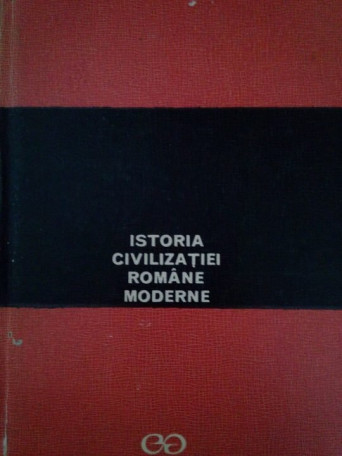 ISTORIA
CIVILIZAȚIEI
ROMÂNE
MODERNE